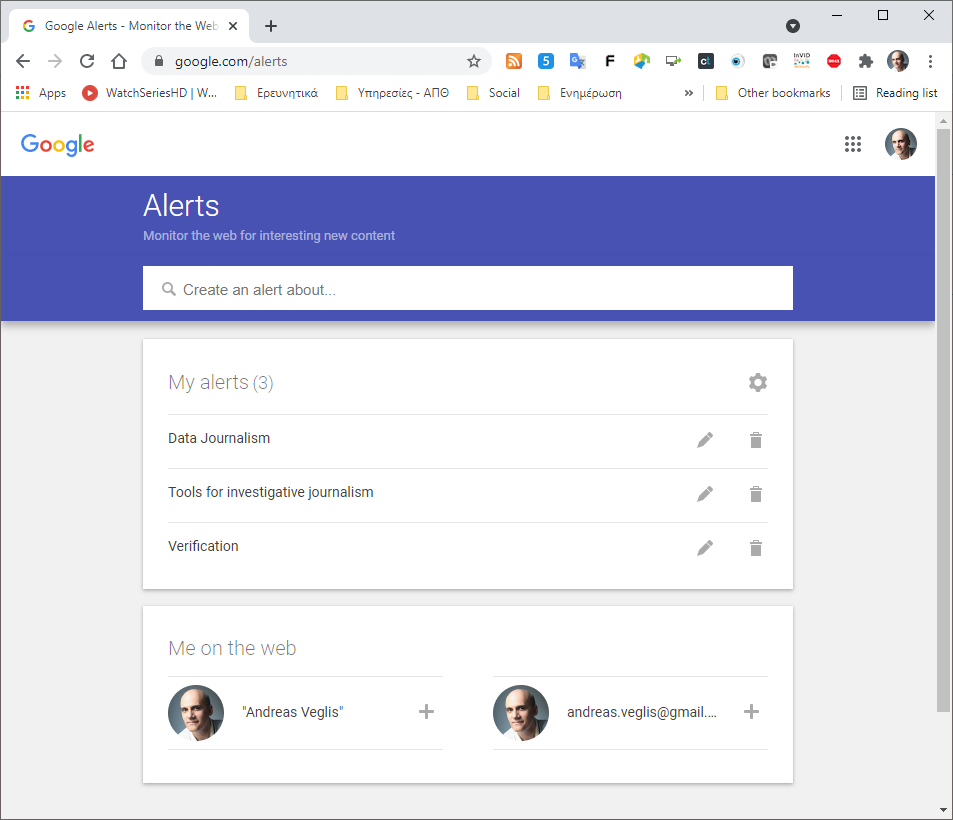 Google Alerts - Monitor the Web
google.com/alerts
Apps
WatchSeriesHD | W...
Ερευνητικά
Υπηρεσίες - ΑΠΘ
Social
Ενημέρωση
»
Other bookmarks
Reading list
Google
Alerts
Monitor the web for interesting new content
Create an alert about...
My alerts (3)
Data Journalism
Tools for investigative journalism
Verification
Me on the web
"Andreas Veglis"
andreas.veglis@gmail....